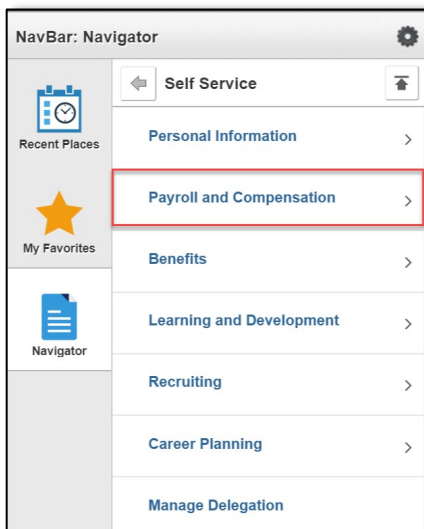 NavBar: Navigator
Recent Places
My Favorites
Navigator
Self Service
Personal Information
Payroll and Compensation
Benefits
Learning and Development
Recruiting
Career Planning
Manage Delegation